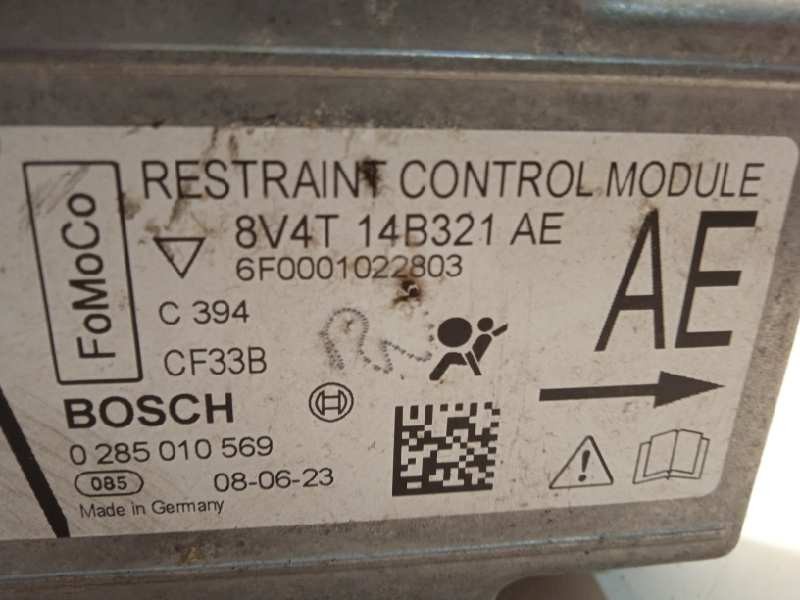 FoMoCo
RESTRAINT CONTROL MODULE
8V4T 14B321 AE
6F0001022803
AE
C 394
CF33B
BOSCH
0 285 010 569
085 08-06-23
Made in Germany